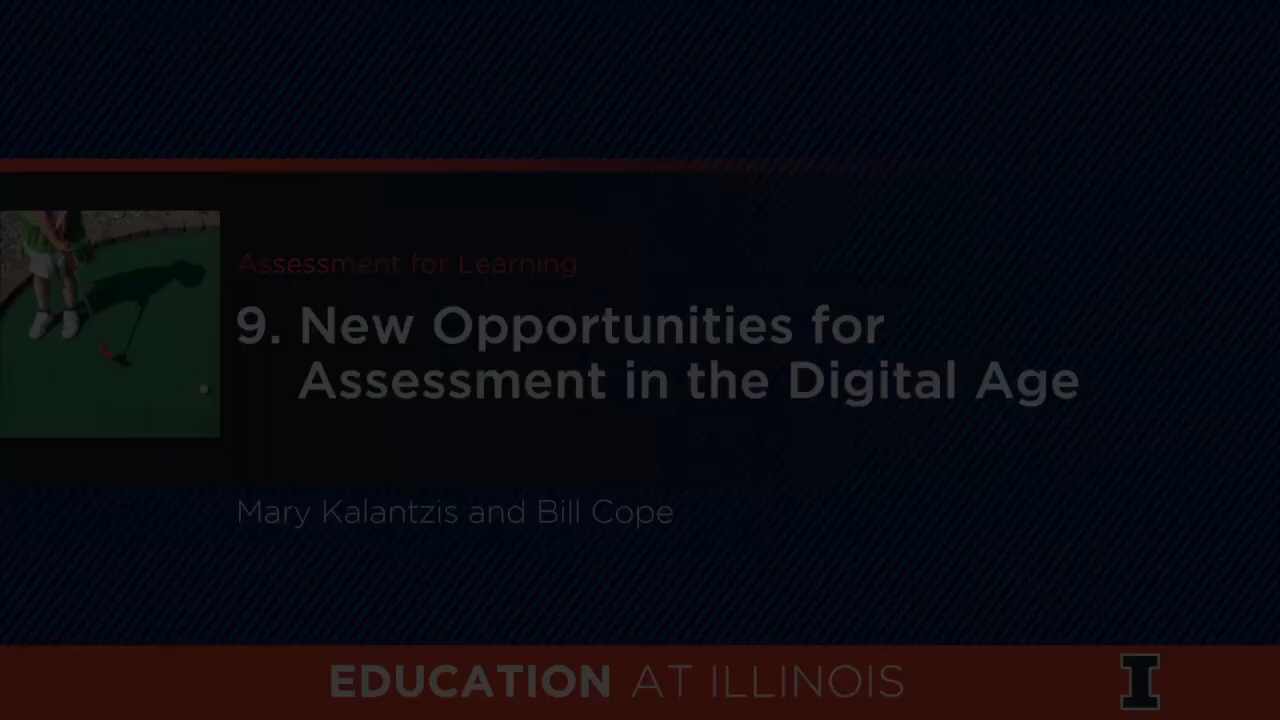 Assessment for Learning
9. New Opportunities for
Assessment in the Digital Age
Mary Kalantzis and Bill Cope
EDUCATION AT ILLINOIS
I